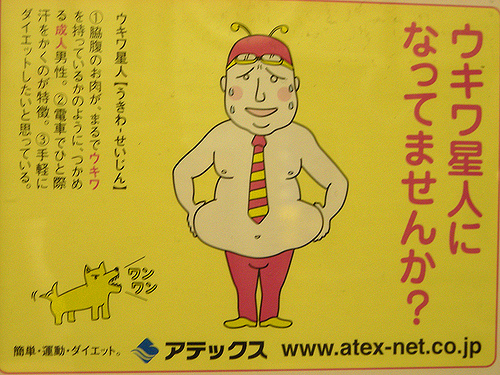 ウキワ星人に
なってませんか？
ウキワ星人【うきわ-せいじん】
①脇腹のお肉が、まるでウキワ
を持っているかのように、つかめ
る成人男性。②電車でひと際
汗をかくのが特徴。③手軽に
ダイエットしたいと思っている。
ワン
ワン
簡単・運動・ダイエット。
アテックス www.atex-net.co.jp